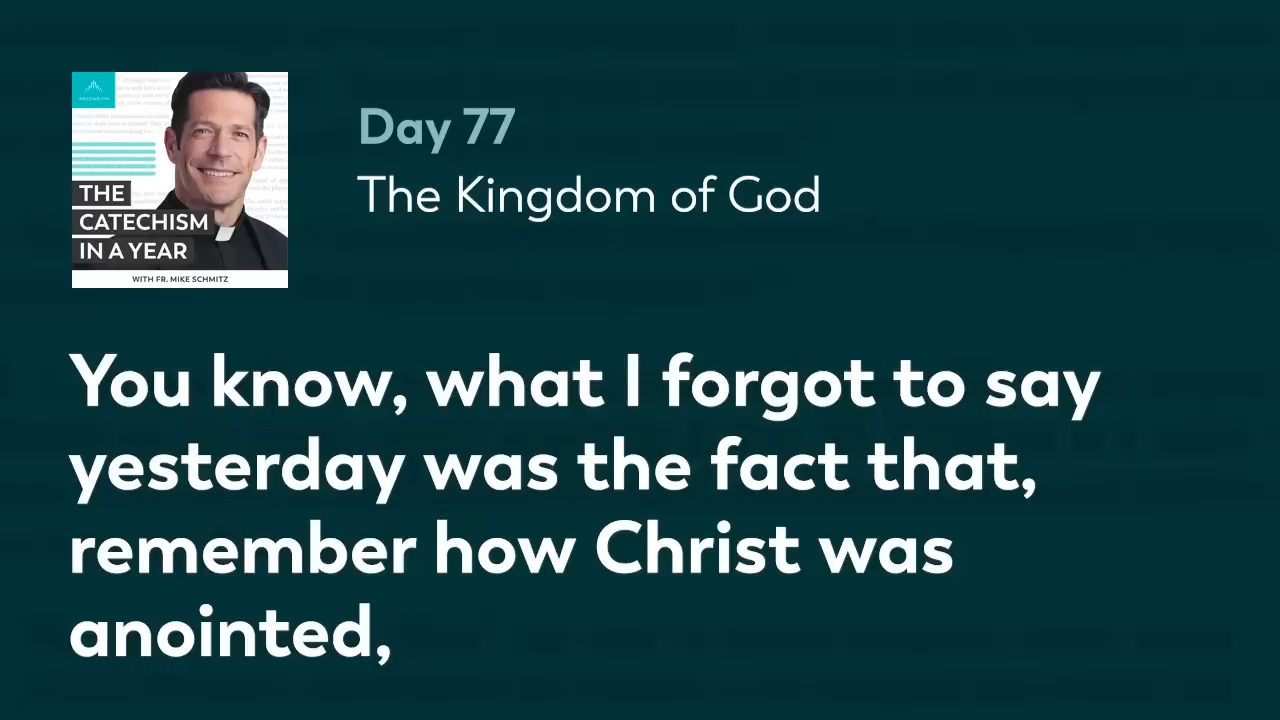 Day 77
The Kingdom of God
ASCENSION
THE
CATECHISM
IN A YEAR
WITH FR. MIKE SCHMITZ
You know, what I forgot to say
yesterday was the fact that,
remember how Christ was
anointed,